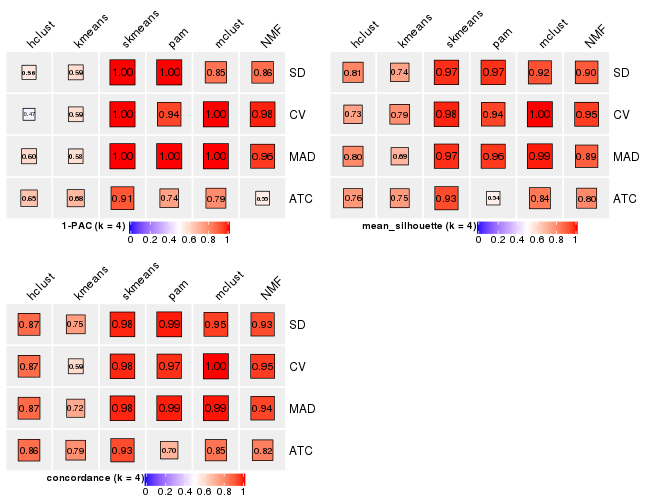 hclust kmeans skmeans pam mclust NMF
0.56 0.59 1.00 1.00 0.85 0.86 SD
0.47 0.59 1.00 0.94 1.00 0.98 CV
0.60 0.58 1.00 1.00 1.00 0.96 MAD
0.65 0.68 0.91 0.74 0.79 0.55 ATC
1-PAC (k = 4)
0 0.2 0.4 0.6 0.8 1
hclust kmeans skmeans pam mclust NMF
0.81 0.74 0.97 0.97 0.92 0.90 SD
0.73 0.79 0.98 0.94 1.00 0.95 CV
0.80 0.69 0.97 0.96 0.99 0.89 MAD
0.76 0.75 0.93 0.54 0.84 0.80 ATC
mean_silhouette (k = 4)
0 0.2 0.4 0.6 0.8 1
hclust kmeans skmeans pam mclust NMF
0.87 0.75 0.98 0.99 0.95 0.93 SD
0.87 0.59 0.98 0.97 1.00 0.95 CV
0.87 0.72 0.98 0.99 0.99 0.94 MAD
0.86 0.79 0.93 0.70 0.85 0.82 ATC
concordance (k = 4)
0 0.2 0.4 0.6 0.8 1